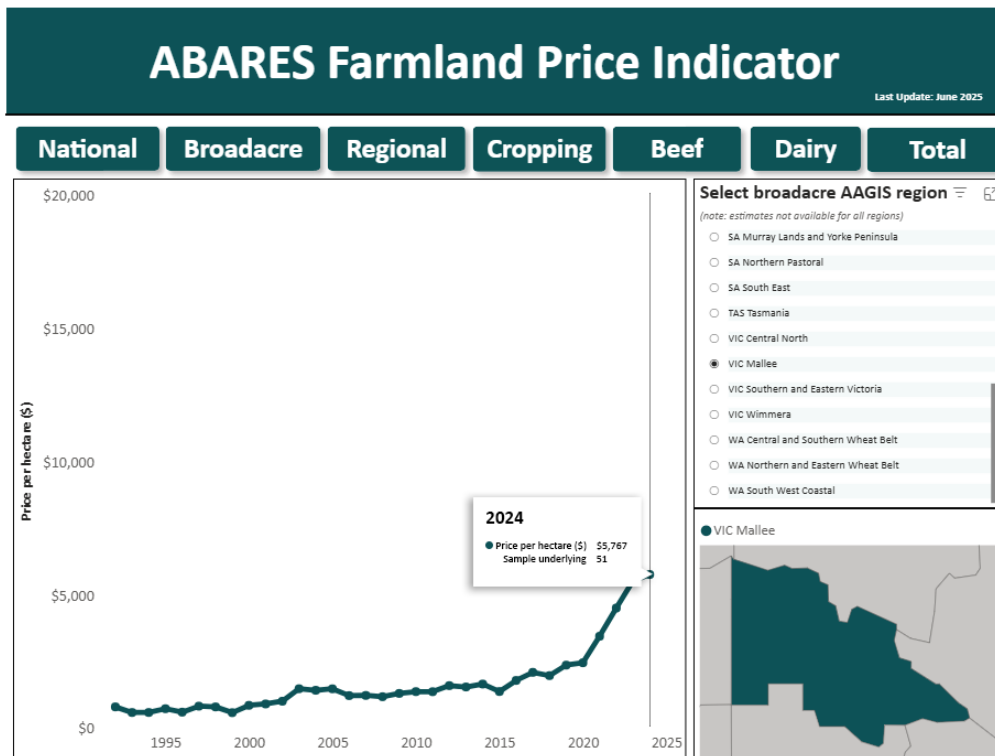 ABARES Farmland Price Indicator
Last Update: June 2025
National
Broadacre
Regional
Cropping
Beef
Dairy
Total
$20,000
$15,000
$10,000
$5,000
$0
Price per hectare ($)
2024
Price per hectare ($) $5,767
Sample underlying 51
1995
2000
2005
2010
2015
2020
2025
Select broadacre AAGIS region
(note: estimates not available for all regions)
SA Murray Lands and Yorke Peninsula
SA Northern Pastoral
SA South East
TAS Tasmania
VIC Central North
VIC Mallee
VIC Southern and Eastern Victoria
VIC Wimmera
WA Central and Southern Wheat Belt
WA Northern and Eastern Wheat Belt
WA South West Coastal
VIC Mallee